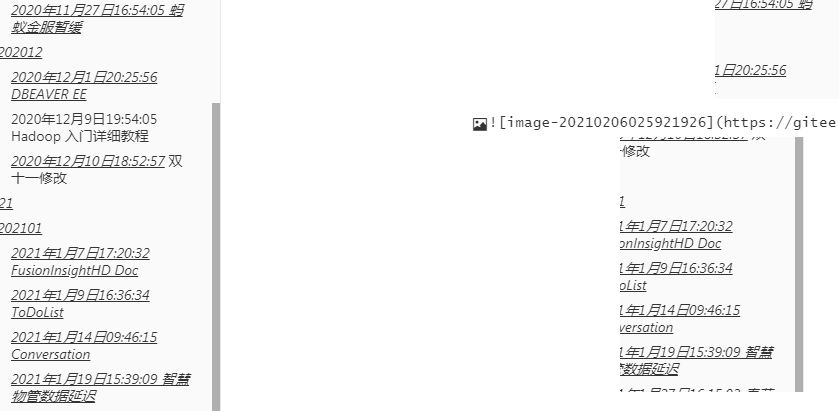 2020年11月27日16:54:05 蚂
蚁金服暂缓
202012
2020年12月1日20:25:56
DBEAVER EE
2020年12月9日19:54:05
Hadoop 入门详细教程
2020年12月10日18:52:57 双
十一修改
21
202101
2021年1月7日17:20:32
FusionInsightHD Doc
2021年1月9日16:36:34
ToDoList
2021年1月14日09:46:15
Conversation
2021年1月19日15:39:09 智慧
物管数据延迟
27日16:54:05 蚂
1日20:25:56
![image-20210206025921926](https://gitee
一修改
1
1年1月7日17:20:32
onInsightHD Doc
1年1月9日16:36:34
oList
1年1月14日09:46:15
versation
1年1月19日15:39:09 智慧
管数据延迟